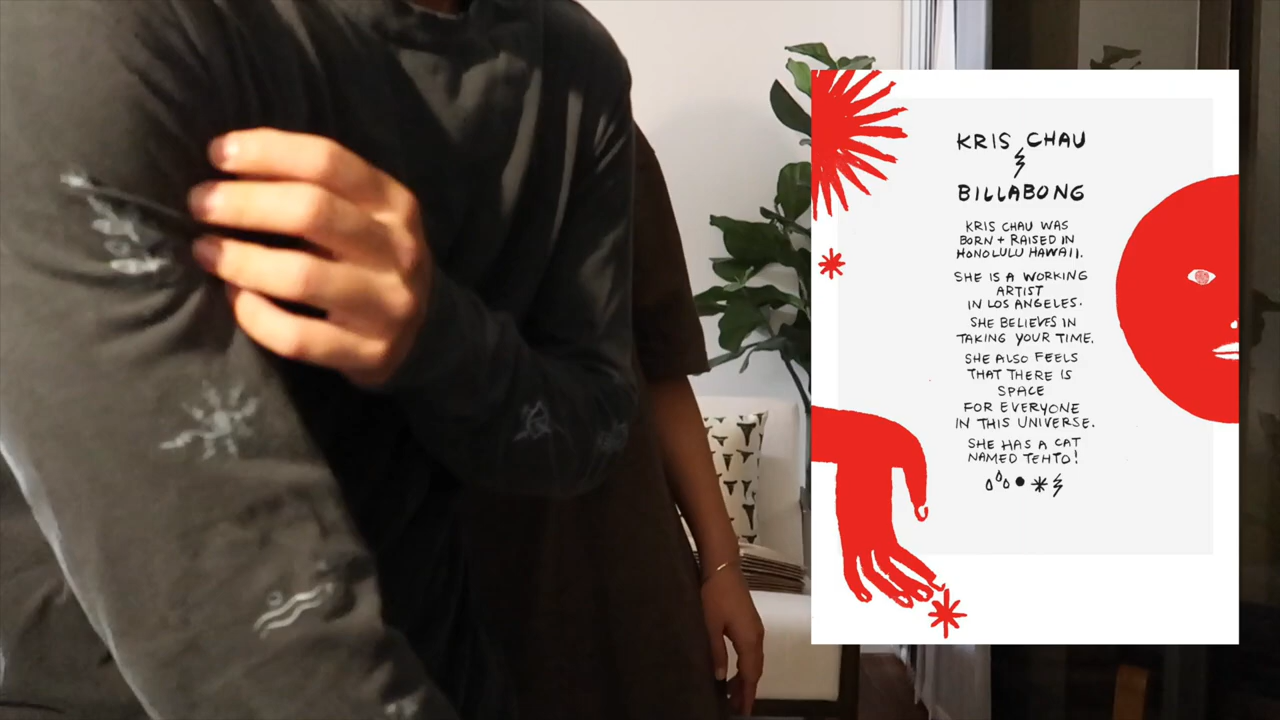 KRIS CHAU
BILLABONG
KRIS CHAU WAS
BORN + RAISED IN
HONOLULU HAWAII.
SHE IS A WORKING
ARTIST
IN LOS ANGELES.
SHE BELIEVES IN
TAKING YOUR TIME.
SHE ALSO FEELS
THAT THERE IS
SPACE
FOR EVERYONE
IN THIS UNIVERSE.
SHE HAS A CAT
NAMED TEHTO!